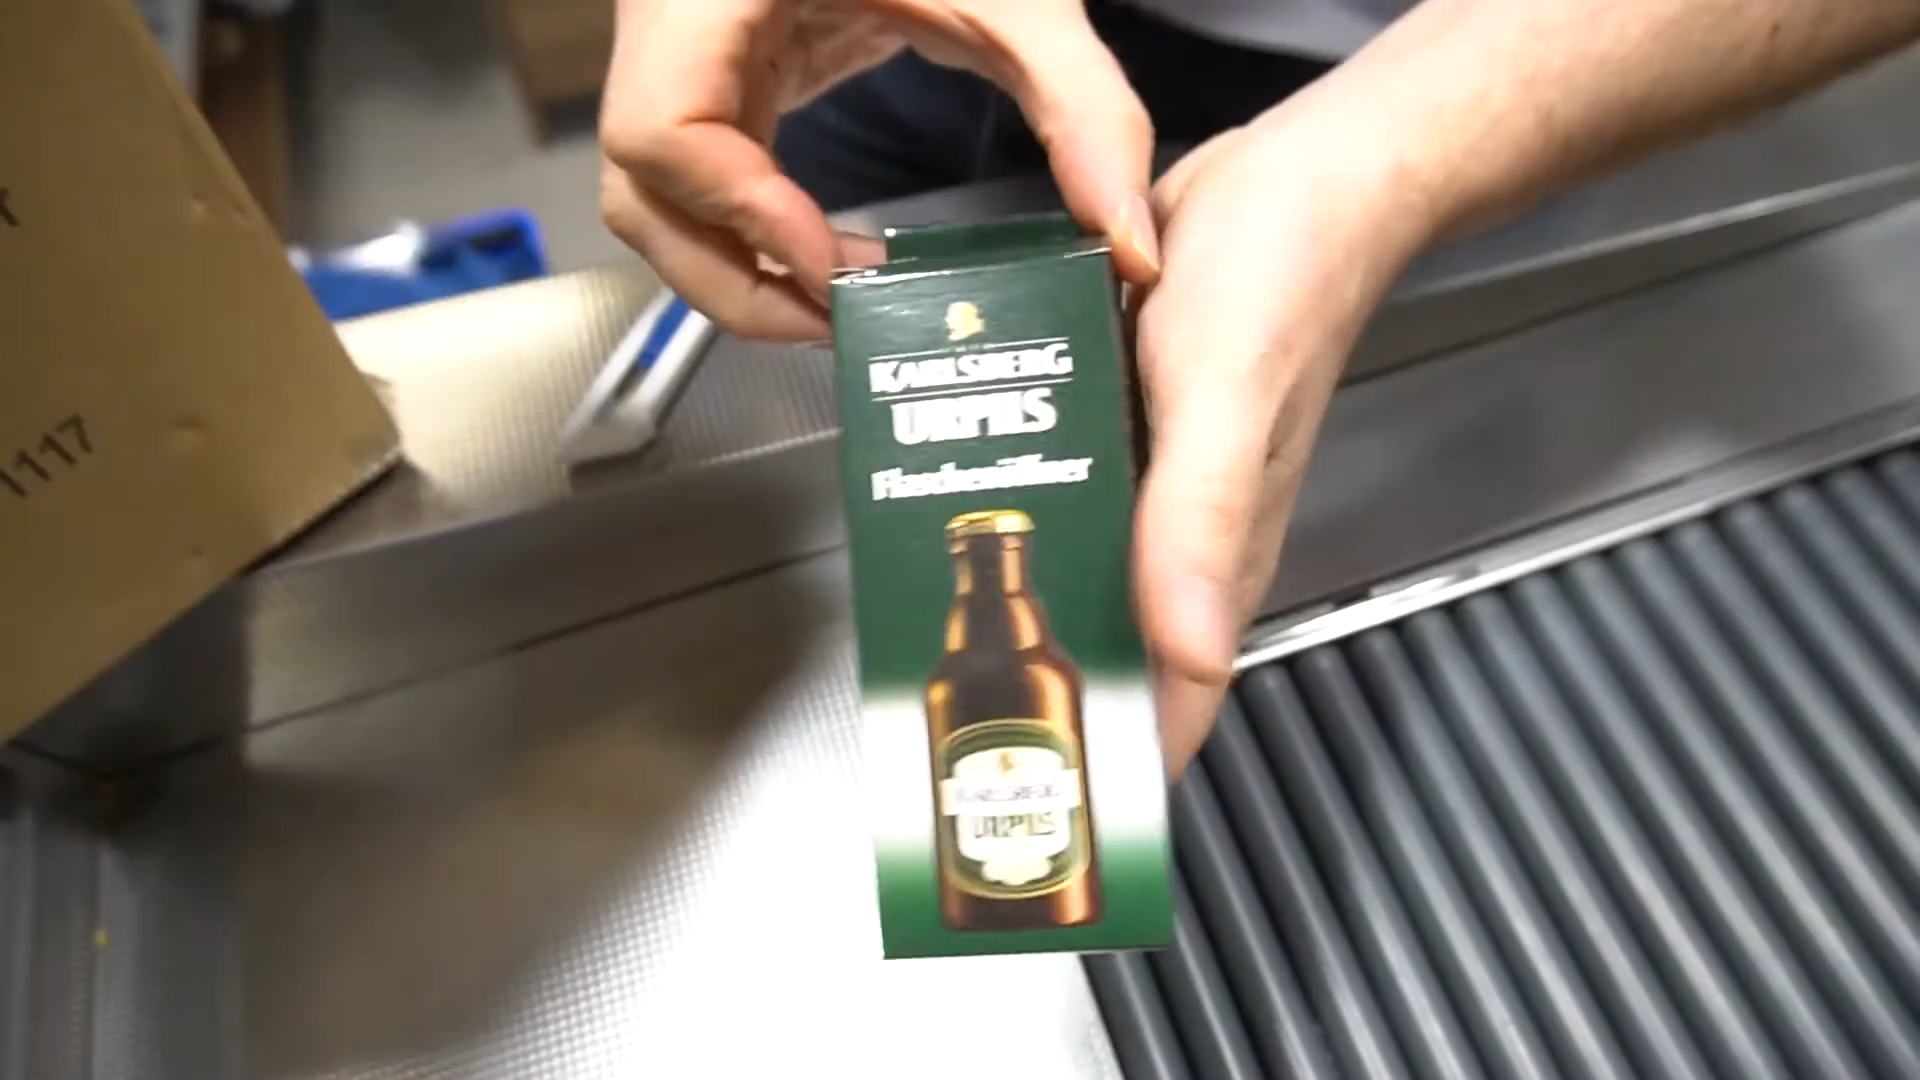 1117
KARLSBERG
URPILS
Flaschenöffner
KARLSBERG
URPILS